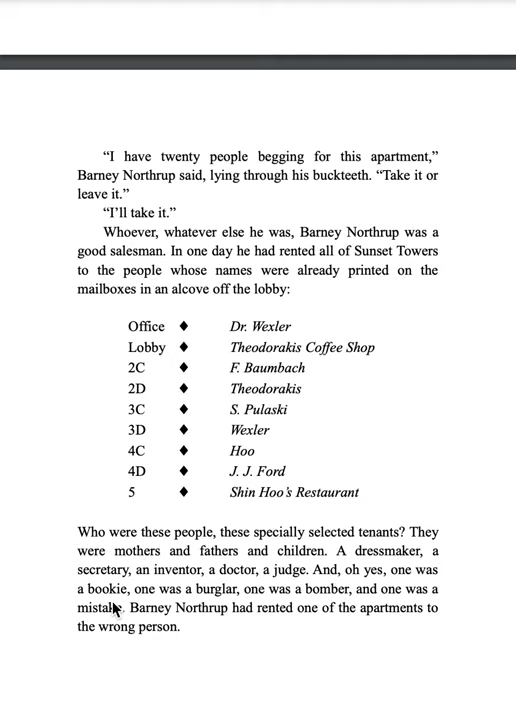 “I have twenty people begging for this apartment,”
Barney Northrup said, lying through his buckteeth. “Take it or
leave it.”
“I’ll take it.”
Whoever, whatever else he was, Barney Northrup was a
good salesman. In one day he had rented all of Sunset Towers
to the people whose names were already printed on the
mailboxes in an alcove off the lobby:
Office ♦ Dr. Wexler
Lobby ♦ Theodorakis Coffee Shop
2C ♦ F. Baumbach
2D ♦ Theodorakis
3C ♦ S. Pulaski
3D ♦ Wexler
4C ♦ Hoo
4D ♦ J. J. Ford
5 ♦ Shin Hoo’s Restaurant
Who were these people, these specially selected tenants? They
were mothers and fathers and children. A dressmaker, a
secretary, an inventor, a doctor, a judge. And, oh yes, one was
a bookie, one was a burglar, one was a bomber, and one was a
mistake. Barney Northrup had rented one of the apartments to
the wrong person.